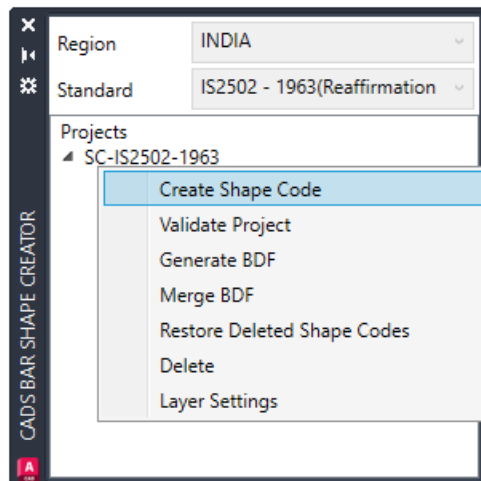 Region INDIA
Standard IS2502 - 1963(Reaffirmation
Projects
SC-IS2502-1963
Create Shape Code
Validate Project
Generate BDF
Merge BDF
Restore Deleted Shape Codes
Delete
Layer Settings
CADS BAR SHAPE CREATOR
A
CAD